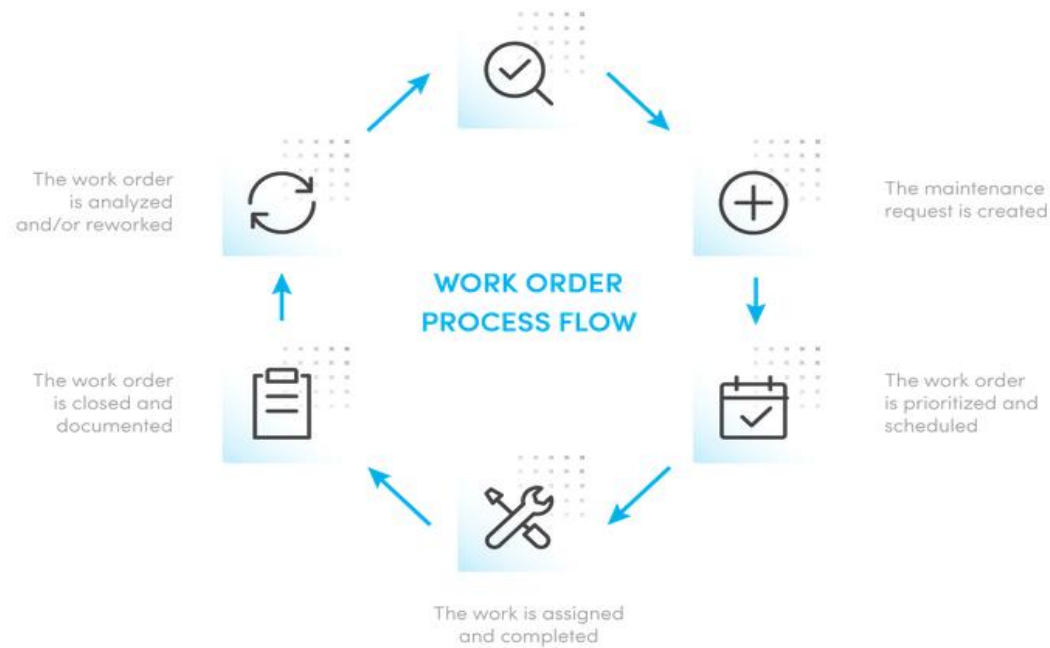 WORK ORDER
PROCESS FLOW
The maintenance
request is created
The work order
is prioritized and
scheduled
The work is assigned
and completed
The work order
is closed and
documented
The work order
is analyzed
and/or reworked